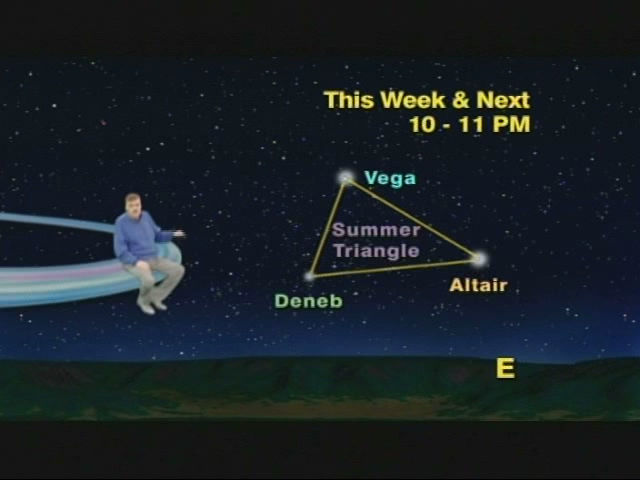 This Week & Next
10 - 11 PM
Vega
Summer
Triangle
Altair
Deneb
E